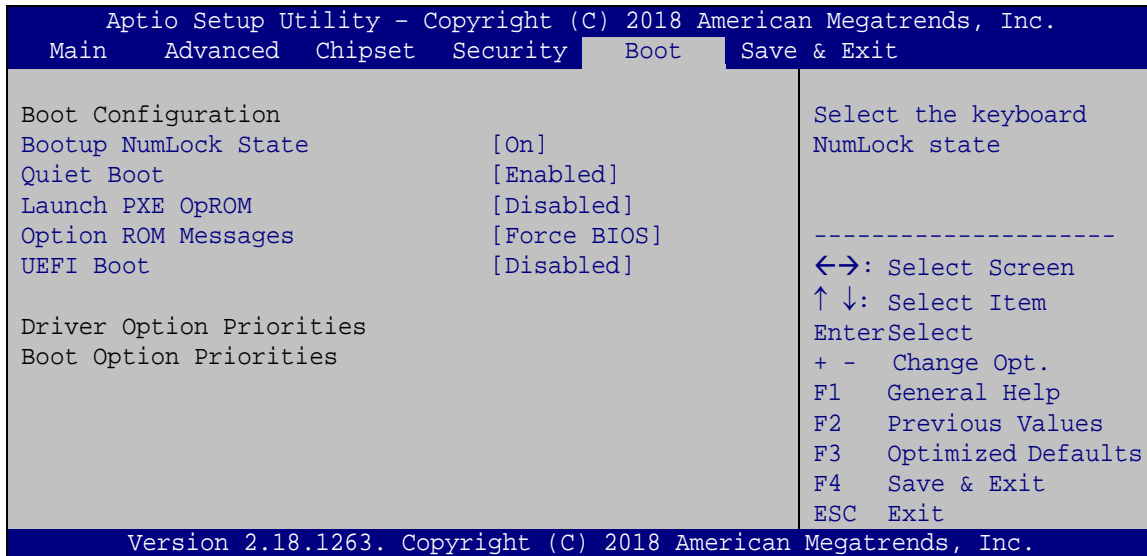 Aptio Setup Utility – Copyright (C) 2018 American Megatrends, Inc.
Main Advanced Chipset Security Boot Save & Exit
Boot Configuration
Bootup NumLock State [On]
Quiet Boot [Enabled]
Launch PXE OpROM [Disabled]
Option ROM Messages [Force BIOS]
UEFI Boot [Disabled]
Driver Option Priorities
Boot Option Priorities
Select the keyboard
NumLock state
---------------------
←→: Select Screen
↑ ↓: Select Item
EnterSelect
+ - Change Opt.
F1 General Help
F2 Previous Values
F3 Optimized Defaults
F4 Save & Exit
ESC Exit
Version 2.18.1263. Copyright (C) 2018 American Megatrends, Inc.